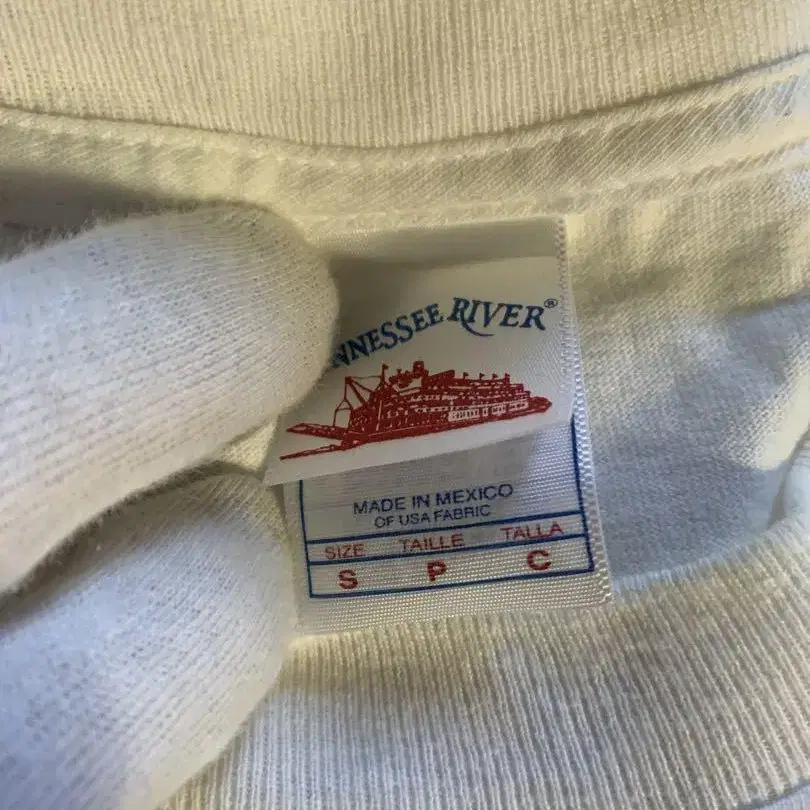 NNESSEE RIVER®
MADE IN MEXICO
OF USA FABRIC
SIZE TAILLE TALLA
S P C